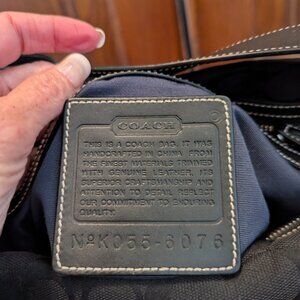 COACH
THIS IS A COACH BAG. IT WAS
HANDCRAFTED IN CHINA FROM
THE FINEST MATERIALS TRIMMED
WITH GENUINE LEATHER. ITS
SUPERIOR CRAFTSMANSHIP AND
ATTENTION TO DETAIL REFLECT
OUR COMMITMENT TO ENDURING
QUALITY.
NºK055-6076